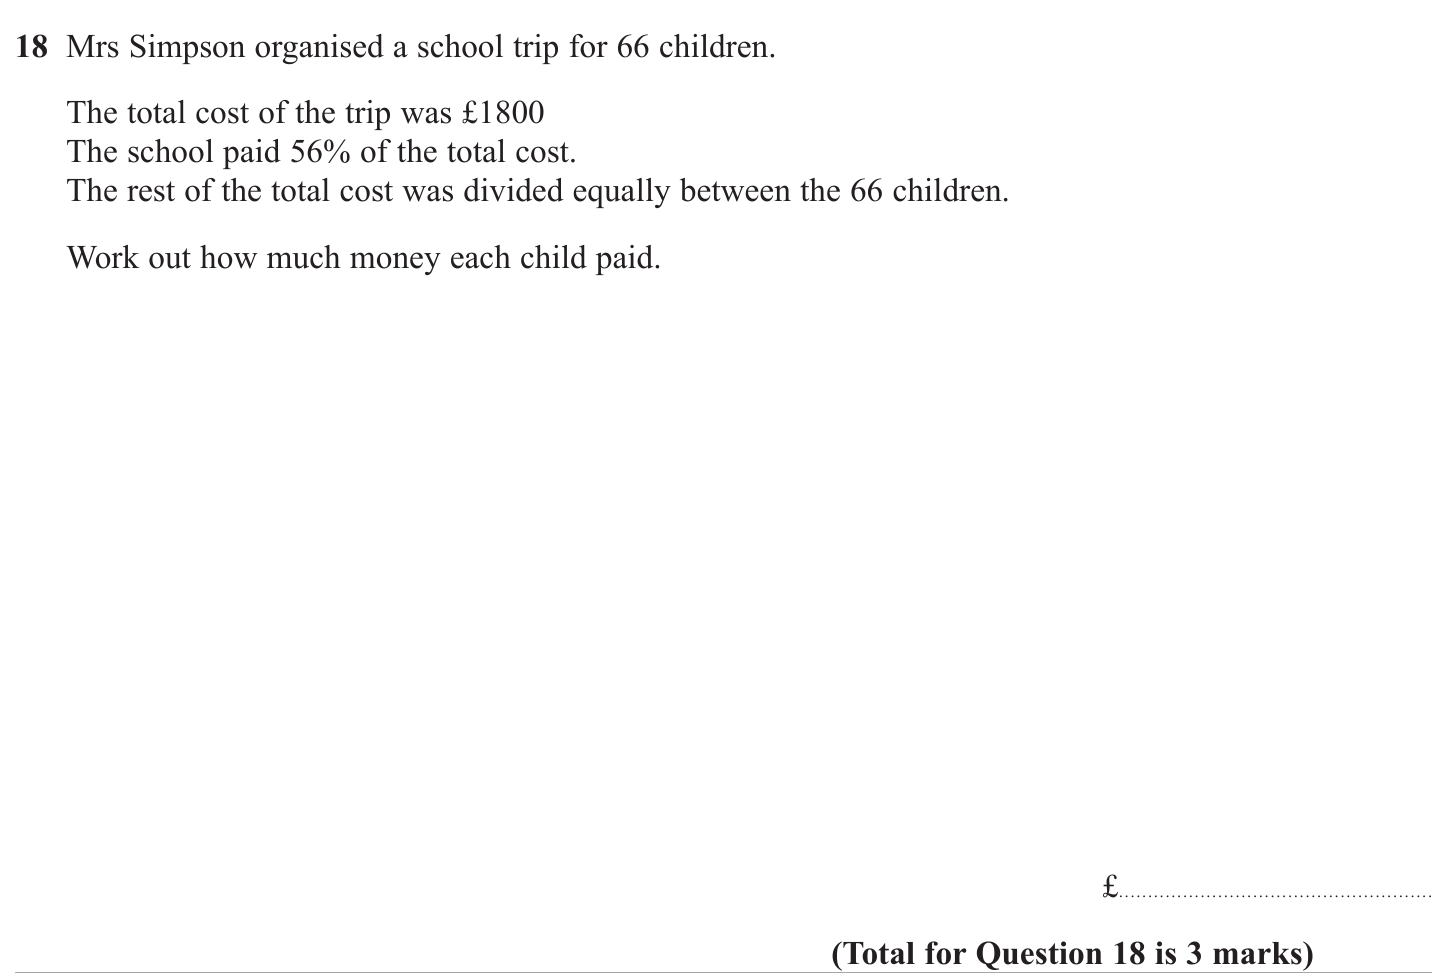 18 Mrs Simpson organised a school trip for 66 children.
The total cost of the trip was £1800
The school paid 56% of the total cost.
The rest of the total cost was divided equally between the 66 children.
Work out how much money each child paid.
£......................................................
(Total for Question 18 is 3 marks)